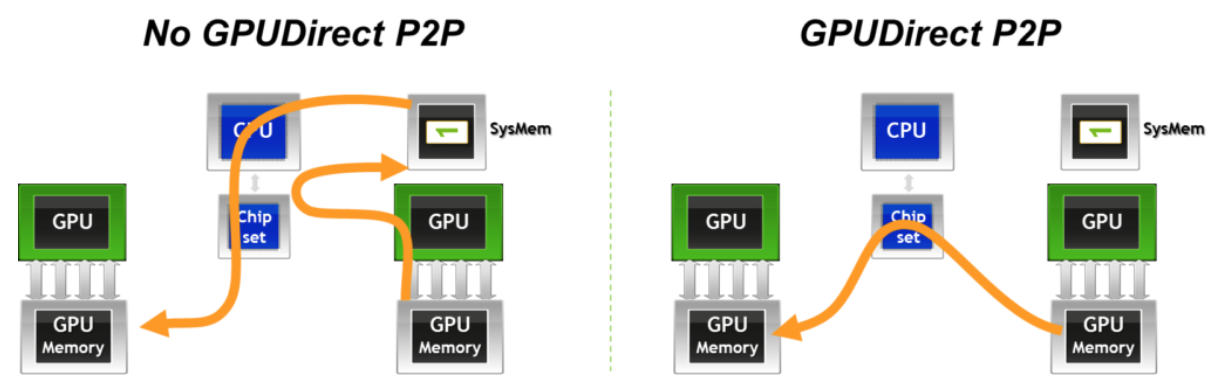 No GPUDirect P2P
CPU
SysMem
GPU
Chip
set
GPU
GPU
Memory
GPU
Memory
GPUDirect P2P
CPU
SysMem
GPU
Chip
set
GPU
GPU
Memory
GPU
Memory